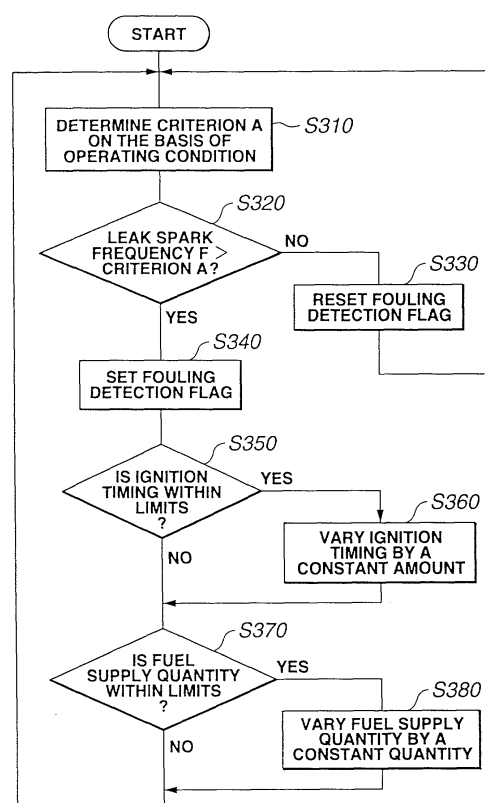 START
DETERMINE CRITERION A
ON THE BASIS OF
OPERATING CONDITION
S310
S320
LEAK SPARK
FREQUENCY F >
CRITERION A?
NO
YES
S330
RESET FOULING
DETECTION FLAG
S340
SET FOULING
DETECTION FLAG
S350
IS IGNITION
TIMING WITHIN
LIMITS
?
YES
NO
S360
VARY IGNITION
TIMING BY A
CONSTANT AMOUNT
S370
IS FUEL
SUPPLY QUANTITY
WITHIN LIMITS
?
YES
NO
S380
VARY FUEL SUPPLY
QUANTITY BY A
CONSTANT QUANTITY